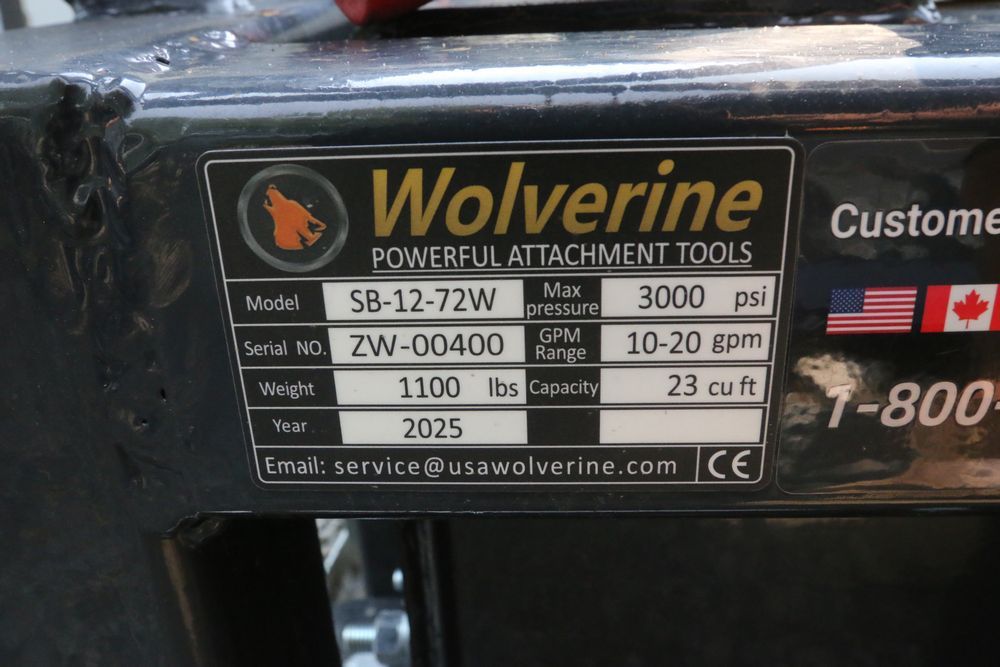 Wolverine
POWERFUL ATTACHMENT TOOLS
Model SB-12-72W Max pressure 3000 psi
Serial NO. ZW-00400 GPM Range 10-20 gpm
Weight 1100 lbs Capacity 23 cu ft
Year 2025
Email: service@usawolverine.com CE
Custome
1-800-